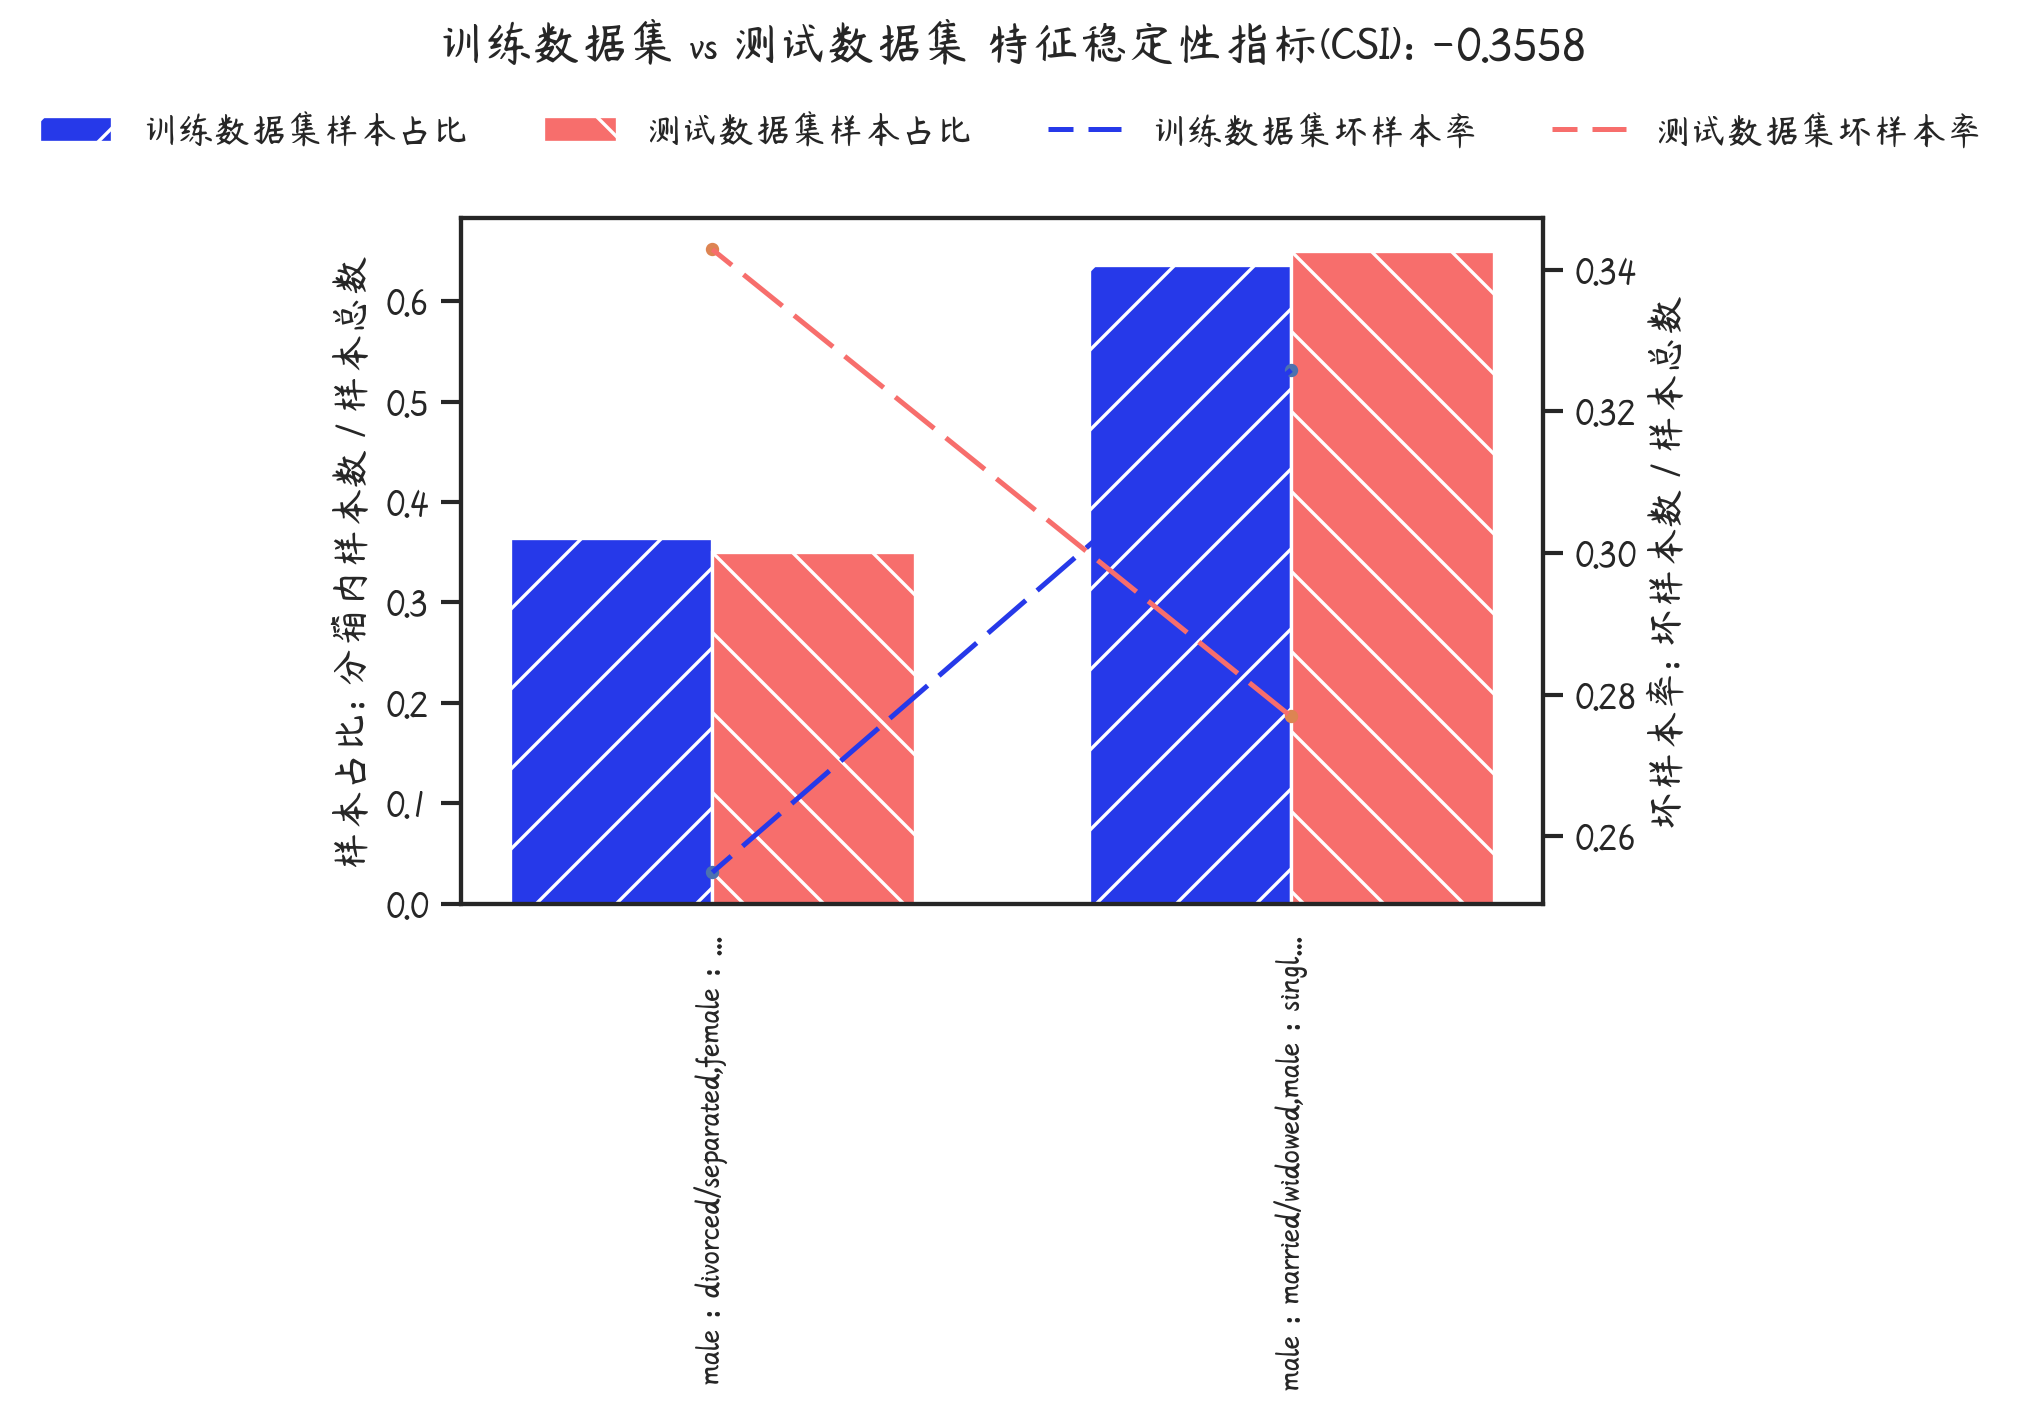 训练数据集 vs 测试数据集 特征稳定性指标(CSI): -0.3558
训练数据集样本占比 测试数据集样本占比 训练数据集坏样本率 测试数据集坏样本率
样本占比: 分箱内样本数 / 样本总数
0.6
0.5
0.4
0.3
0.2
0.1
0.0
0.34
0.32
0.30
0.28
0.26
坏样本率: 坏样本数 / 样本总数
male : divorced/separated,female : ...
male : married/widowed,male : singl...